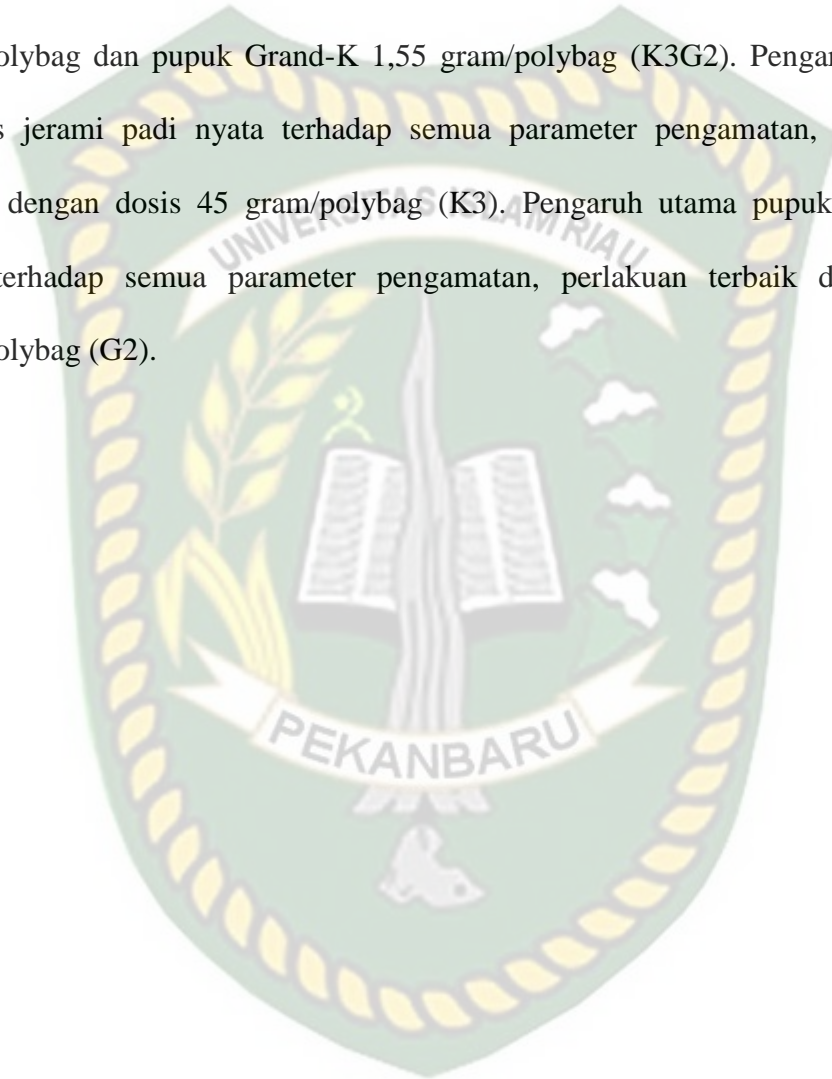 olybag dan pupuk Grand-K 1,55 gram/polybag (K3G2). Pengar
s jerami padi nyata terhadap semua parameter pengamatan,
dengan dosis 45 gram/polybag (K3). Pengaruh utama pupuk
terhadap semua parameter pengamatan, perlakuan terbaik d
olybag (G2).
UNIVERSITAS ISLAM RIAU
PEKANBARU